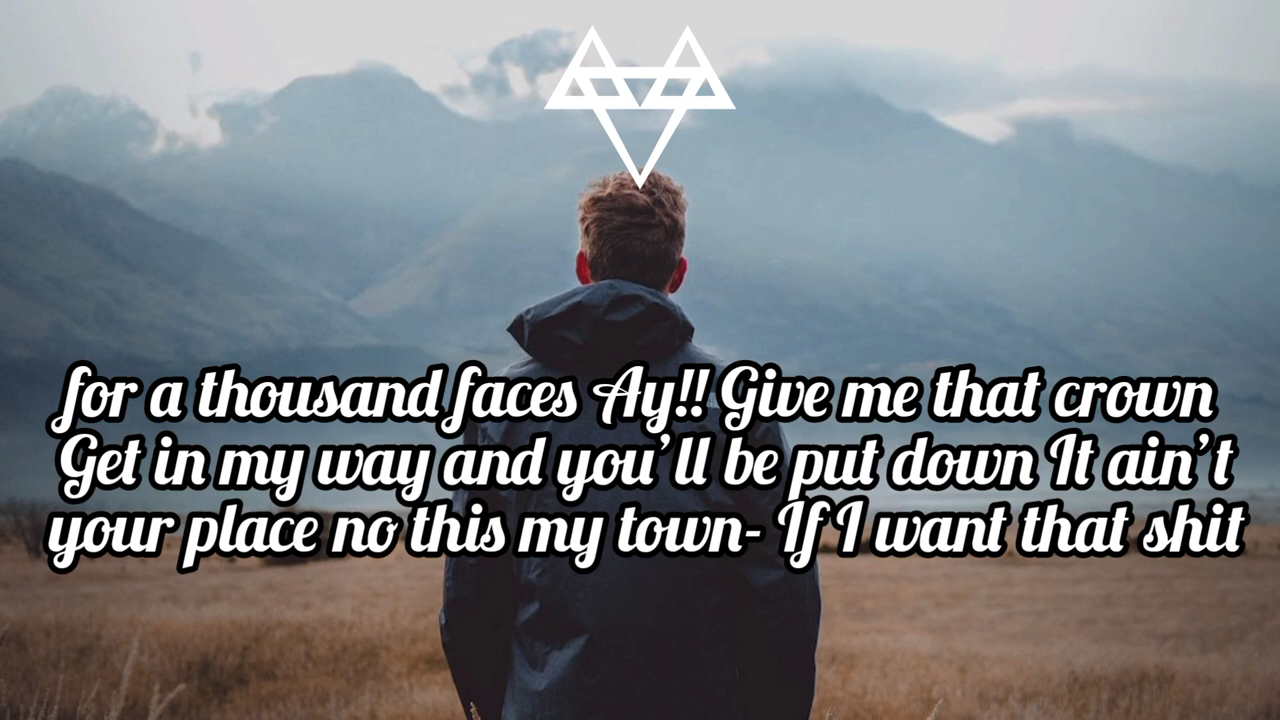 for a thousand faces Ay!! Give me that crown
Get in my way and you'll be put down It ain't
your place no this my town- If I want that shit